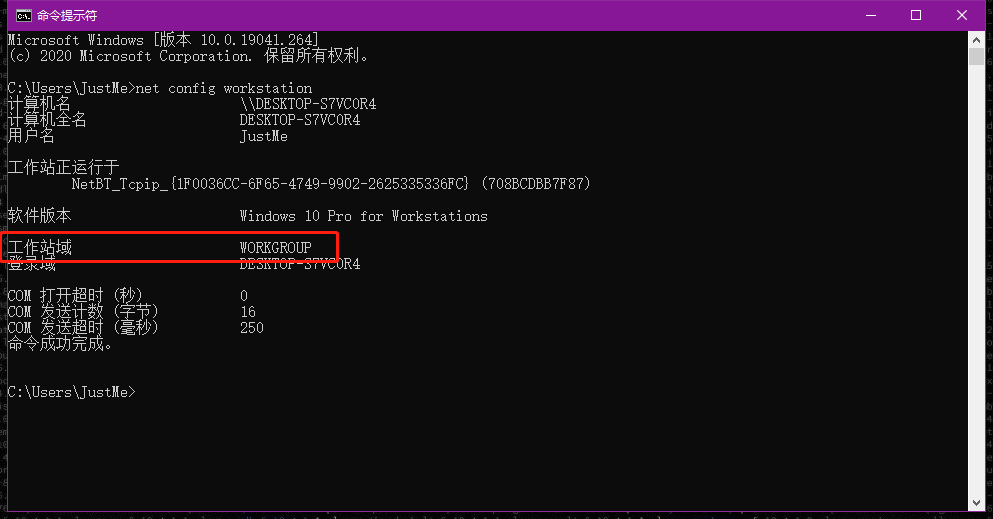 命令提示符
Microsoft Windows [版本 10.0.19041.264]
(c) 2020 Microsoft Corporation. 保留所有权利。
C:\Users\JustMe>net config workstation
计算机名 \\DESKTOP-S7VC0R4
计算机全名 DESKTOP-S7VC0R4
用户名 JustMe
工作站正运行于
NetBT_Tcpip_{1F0036CC-6F65-4749-9902-2625335336FC} (708BCDBB7F87)
软件版本 Windows 10 Pro for Workstations
工作站域 WORKGROUP
登录域 DESKTOP-S7VC0R4
COM 打开超时 (秒) 0
COM 发送计数 (字节) 16
COM 发送超时 (毫秒) 250
命令成功完成。
C:\Users\JustMe>